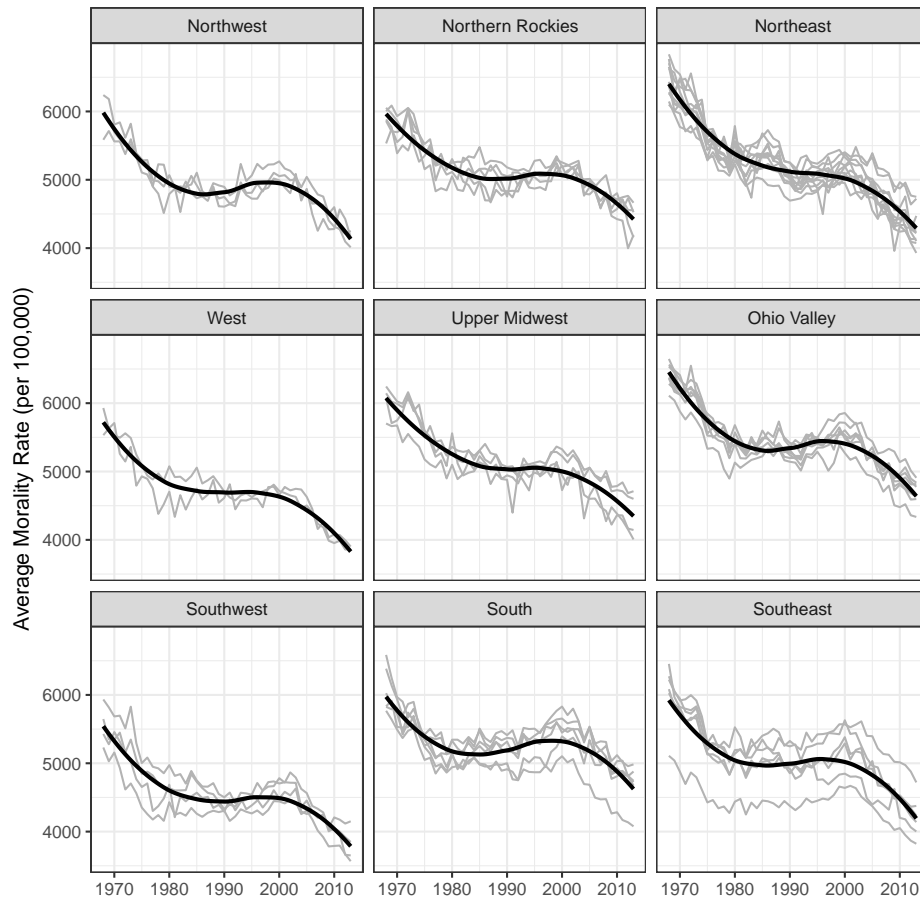 Northwest Northern Rockies Northeast
6000
5000
4000
West Upper Midwest Ohio Valley
6000
5000
4000
Southwest South Southeast
6000
5000
4000
1970 1980 1990 2000 2010 1970 1980 1990 2000 2010 1970 1980 1990 2000 2010
Average Morality Rate (per 100,000)